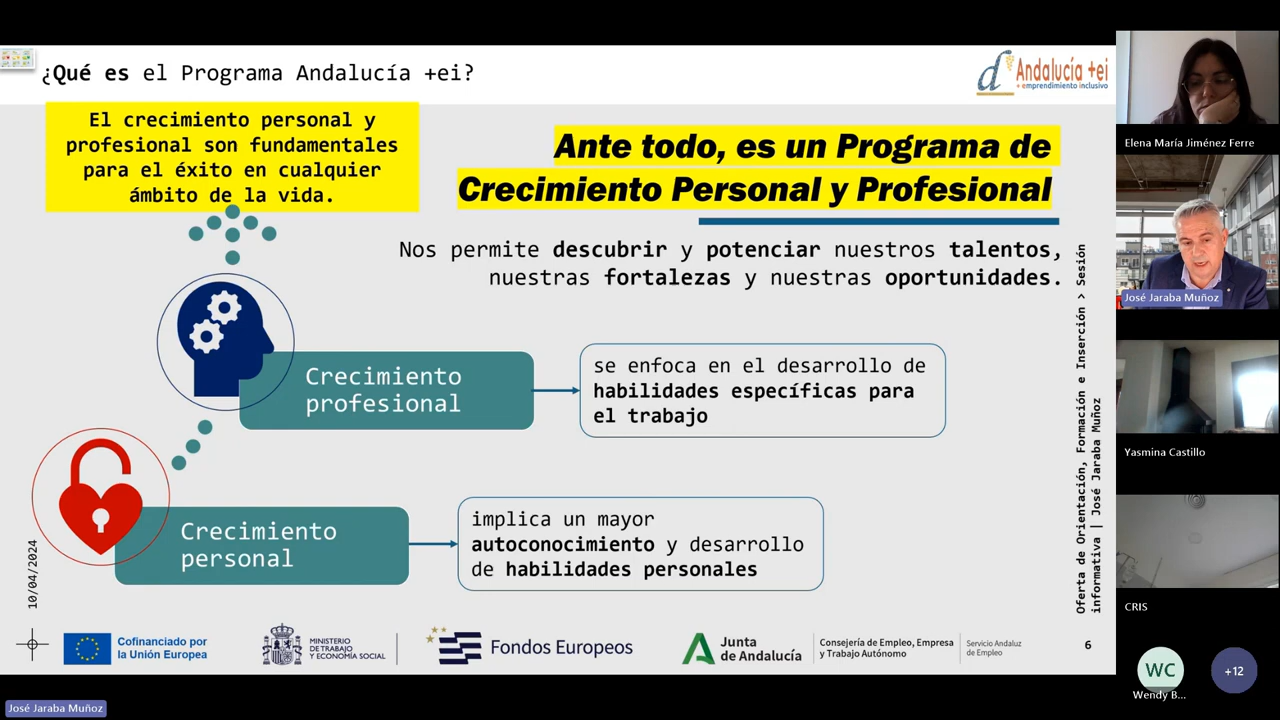 ¿Qué es el Programa Andalucía +ei?
Andalucía +ei
+ emprendimiento inclusivo
El crecimiento personal y
profesional son fundamentales
para el éxito en cualquier
ámbito de la vida.
Ante todo, es un Programa de
Crecimiento Personal y Profesional
Nos permite descubrir y potenciar nuestros talentos,
nuestras fortalezas y nuestras oportunidades.
Crecimiento
profesional
se enfoca en el desarrollo de
habilidades específicas para
el trabajo
Crecimiento
personal
implica un mayor
autoconocimiento y desarrollo
de habilidades personales
10/04/2024
Oferta de Orientación, Formación e Inserción > Sesión
informativa | José Jaraba Muñoz
Cofinanciado por
la Unión Europea
MINISTERIO
DE TRABAJO
Y ECONOMÍA SOCIAL
Fondos Europeos
Junta
de Andalucía
Consejería de Empleo, Empresa
y Trabajo Autónomo
Servicio Andaluz
de Empleo
6
Elena María Jiménez Ferre
José Jaraba Muñoz
Yasmina Castillo
CRIS
WC
Wendy B...
+12
José Jaraba Muñoz